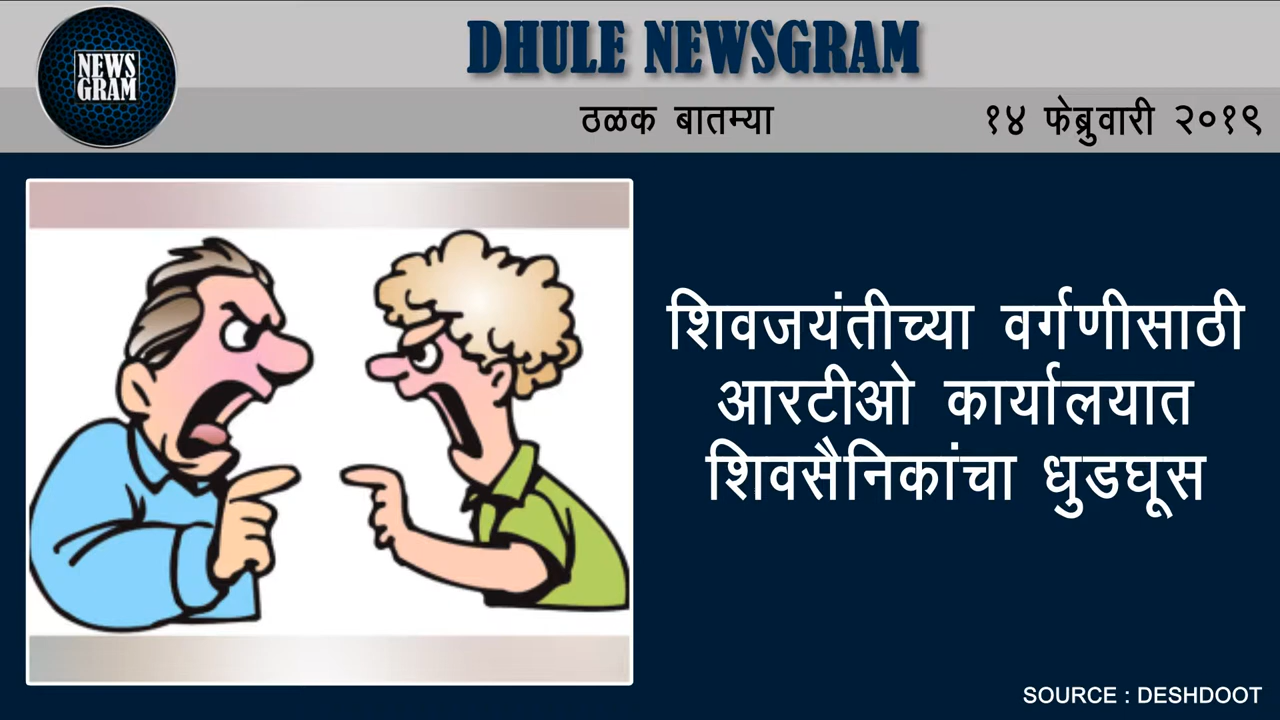 NEWS
GRAM
DHULE NEWSGRAM
ठळक बातम्या
१४ फेब्रुवारी २०१९
शिवजयंतीच्या वर्गणीसाठी
आरटीओ कार्यालयात
शिवसैनिकांचा धुडघूस
SOURCE : DESHDOOT